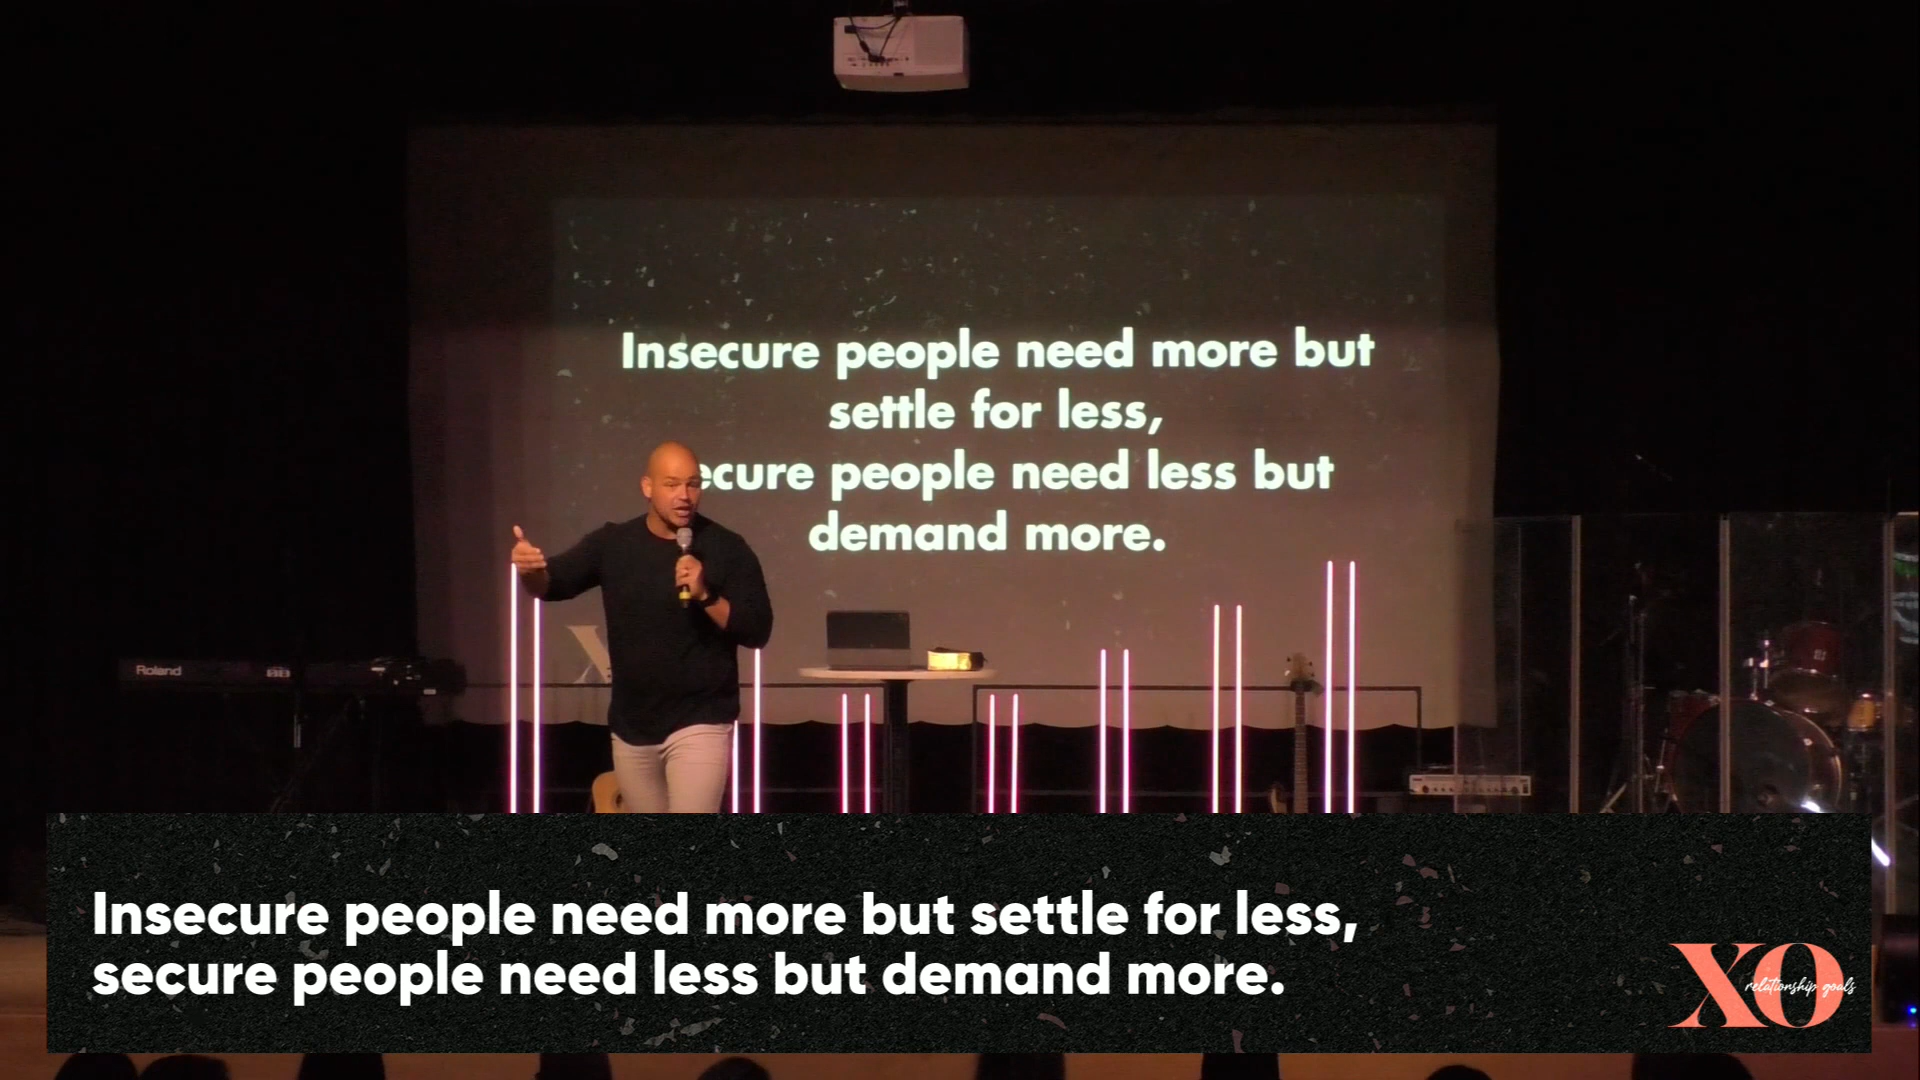 Insecure people need more but
settle for less,
ecure people need less but
demand more.
Roland
Insecure people need more but settle for less,
secure people need less but demand more.
XO
relationship goals